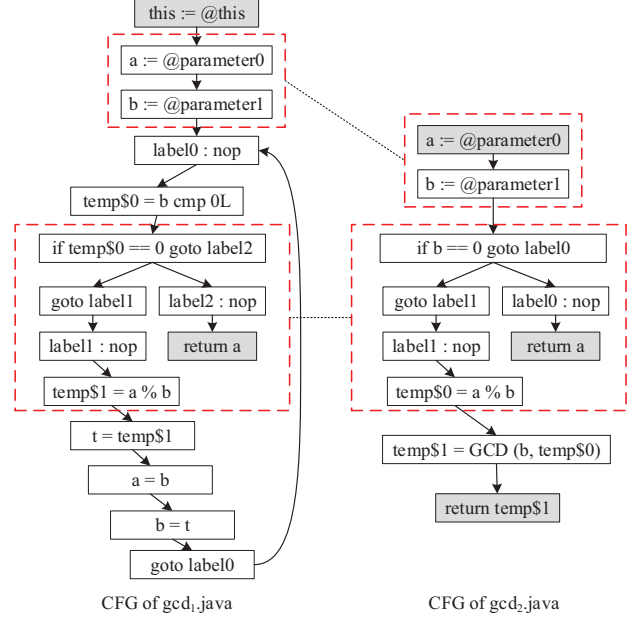 this := @this
a := @parameter0
b := @parameter1
label0 : nop
temp$0 = b cmp 0L
if temp$0 == 0 goto label2
goto label1
label2 : nop
label1 : nop
return a
temp$1 = a % b
t = temp$1
a = b
b = t
goto label0
CFG of gcd₁.java
a := @parameter0
b := @parameter1
if b == 0 goto label0
goto label1
label0 : nop
label1 : nop
return a
temp$0 = a % b
temp$1 = GCD (b, temp$0)
return temp$1
CFG of gcd₂.java